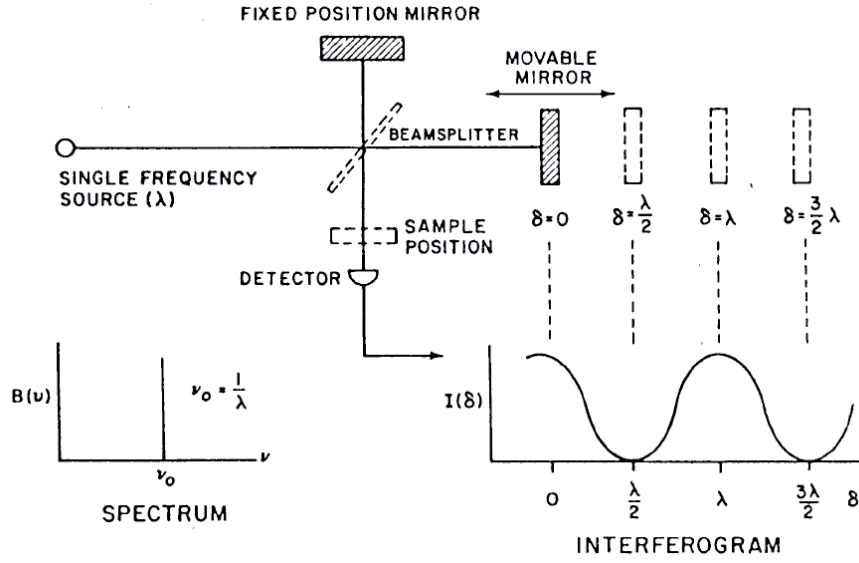 FIXED POSITION MIRROR
MOVABLE
MIRROR
BEAMSPLITTER
SINGLE FREQUENCY
SOURCE (λ)
SAMPLE
POSITION
DETECTOR
δ=0
δ=λ/2
δ=λ
δ=3/2 λ
B(υ)
ν₀ = 1/λ
ν
ν₀
SPECTRUM
I(δ)
0
λ/2
λ
3λ/2
δ
INTERFEROGRAM